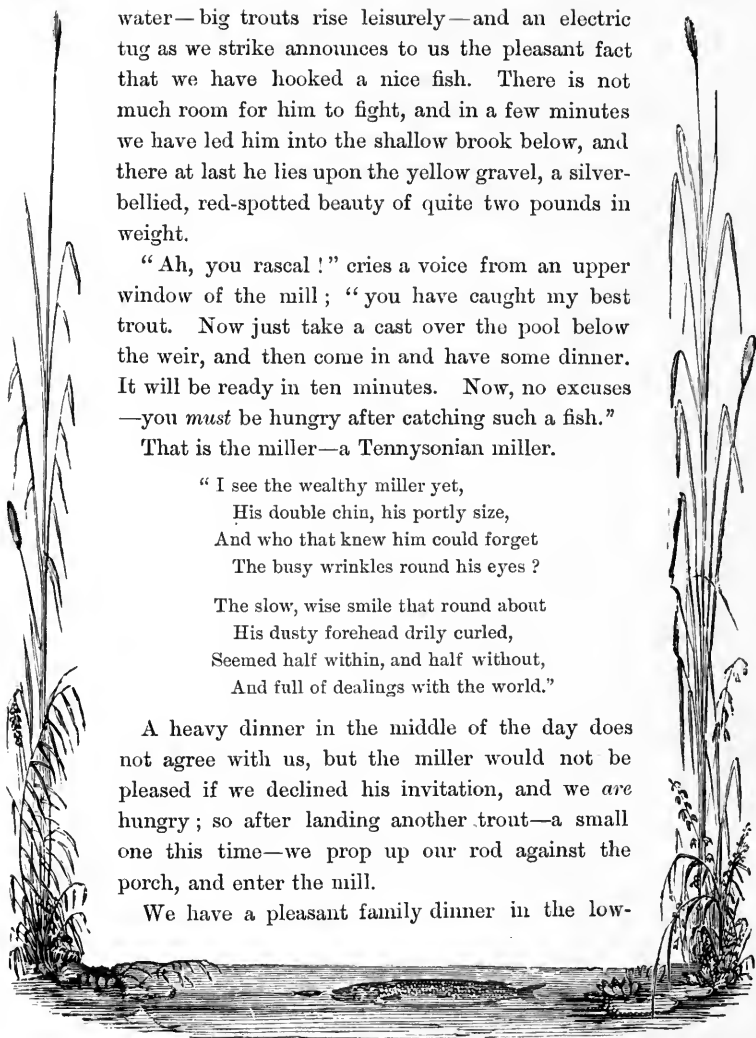 water—big trouts rise leisurely—and an electric
tug as we strike announces to us the pleasant fact
that we have hooked a nice fish. There is not
much room for him to fight, and in a few minutes
we have led him into the shallow brook below, and
there at last he lies upon the yellow gravel, a silver-
bellied, red-spotted beauty of quite two pounds in
weight.
"Ah, you rascal!" cries a voice from an upper
window of the mill; "you have caught my best
trout. Now just take a cast over the pool below
the weir, and then come in and have some dinner.
It will be ready in ten minutes. Now, no excuses
—you must be hungry after catching such a fish."
That is the miller—a Tennysonian miller.
"I see the wealthy miller yet,
His double chin, his portly size,
And who that knew him could forget
The busy wrinkles round his eyes?
The slow, wise smile that round about
His dusty forehead drily curled,
Seemed half within, and half without,
And full of dealings with the world."
A heavy dinner in the middle of the day does
not agree with us, but the miller would not be
pleased if we declined his invitation, and we are
hungry; so after landing another trout—a small
one this time—we prop up our rod against the
porch, and enter the mill.
We have a pleasant family dinner in the low-